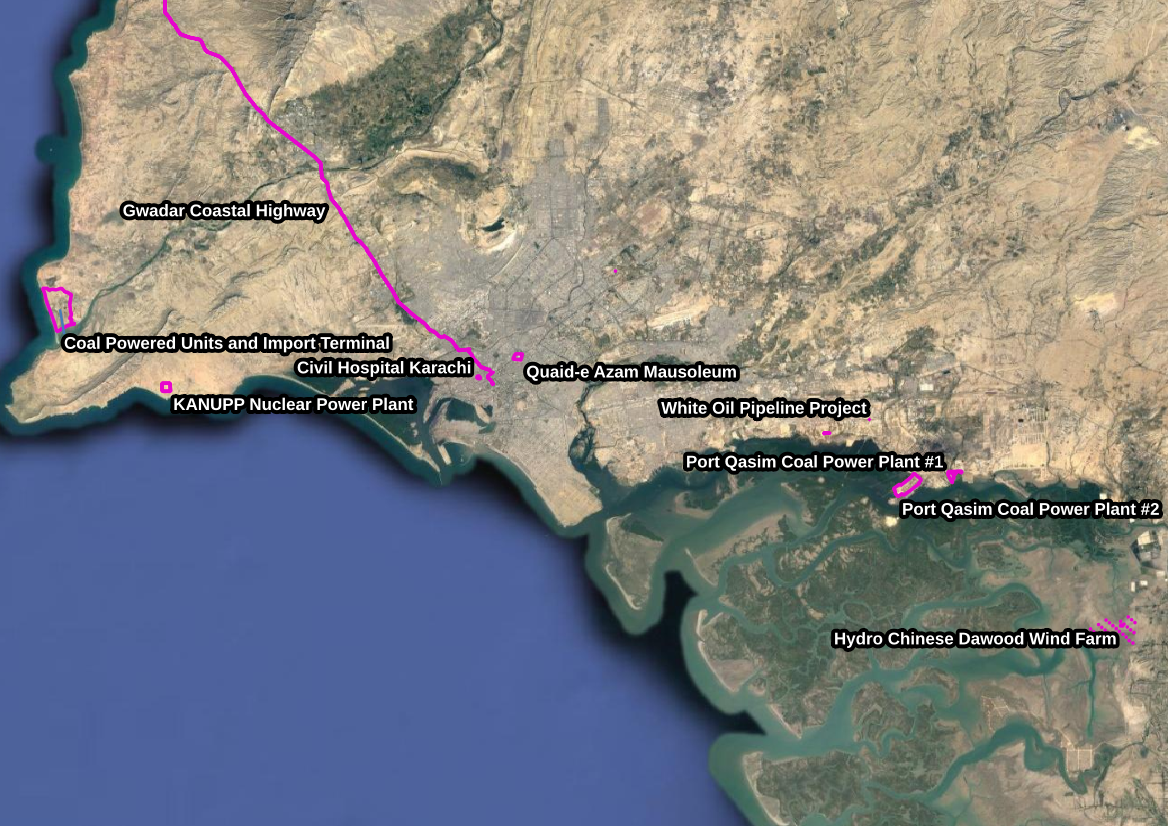 Gwadar Coastal Highway
Coal Powered Units and Import Terminal
Civil Hospital Karachi
Quaid-e Azam Mausoleum
KANUPP Nuclear Power Plant
White Oil Pipeline Project
Port Qasim Coal Power Plant #1
Port Qasim Coal Power Plant #2
Hydro Chinese Dawood Wind Farm